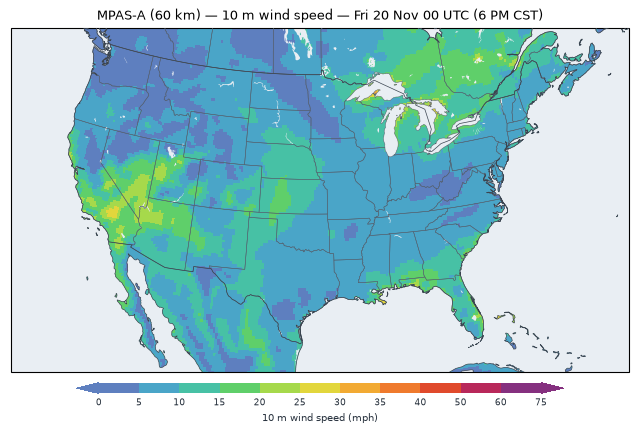 MPAS-A (60 km) — 10 m wind speed — Fri 20 Nov 00 UTC (6 PM CST)
0 5 10 15 20 25 30 35 40 50 60 75
10 m wind speed (mph)